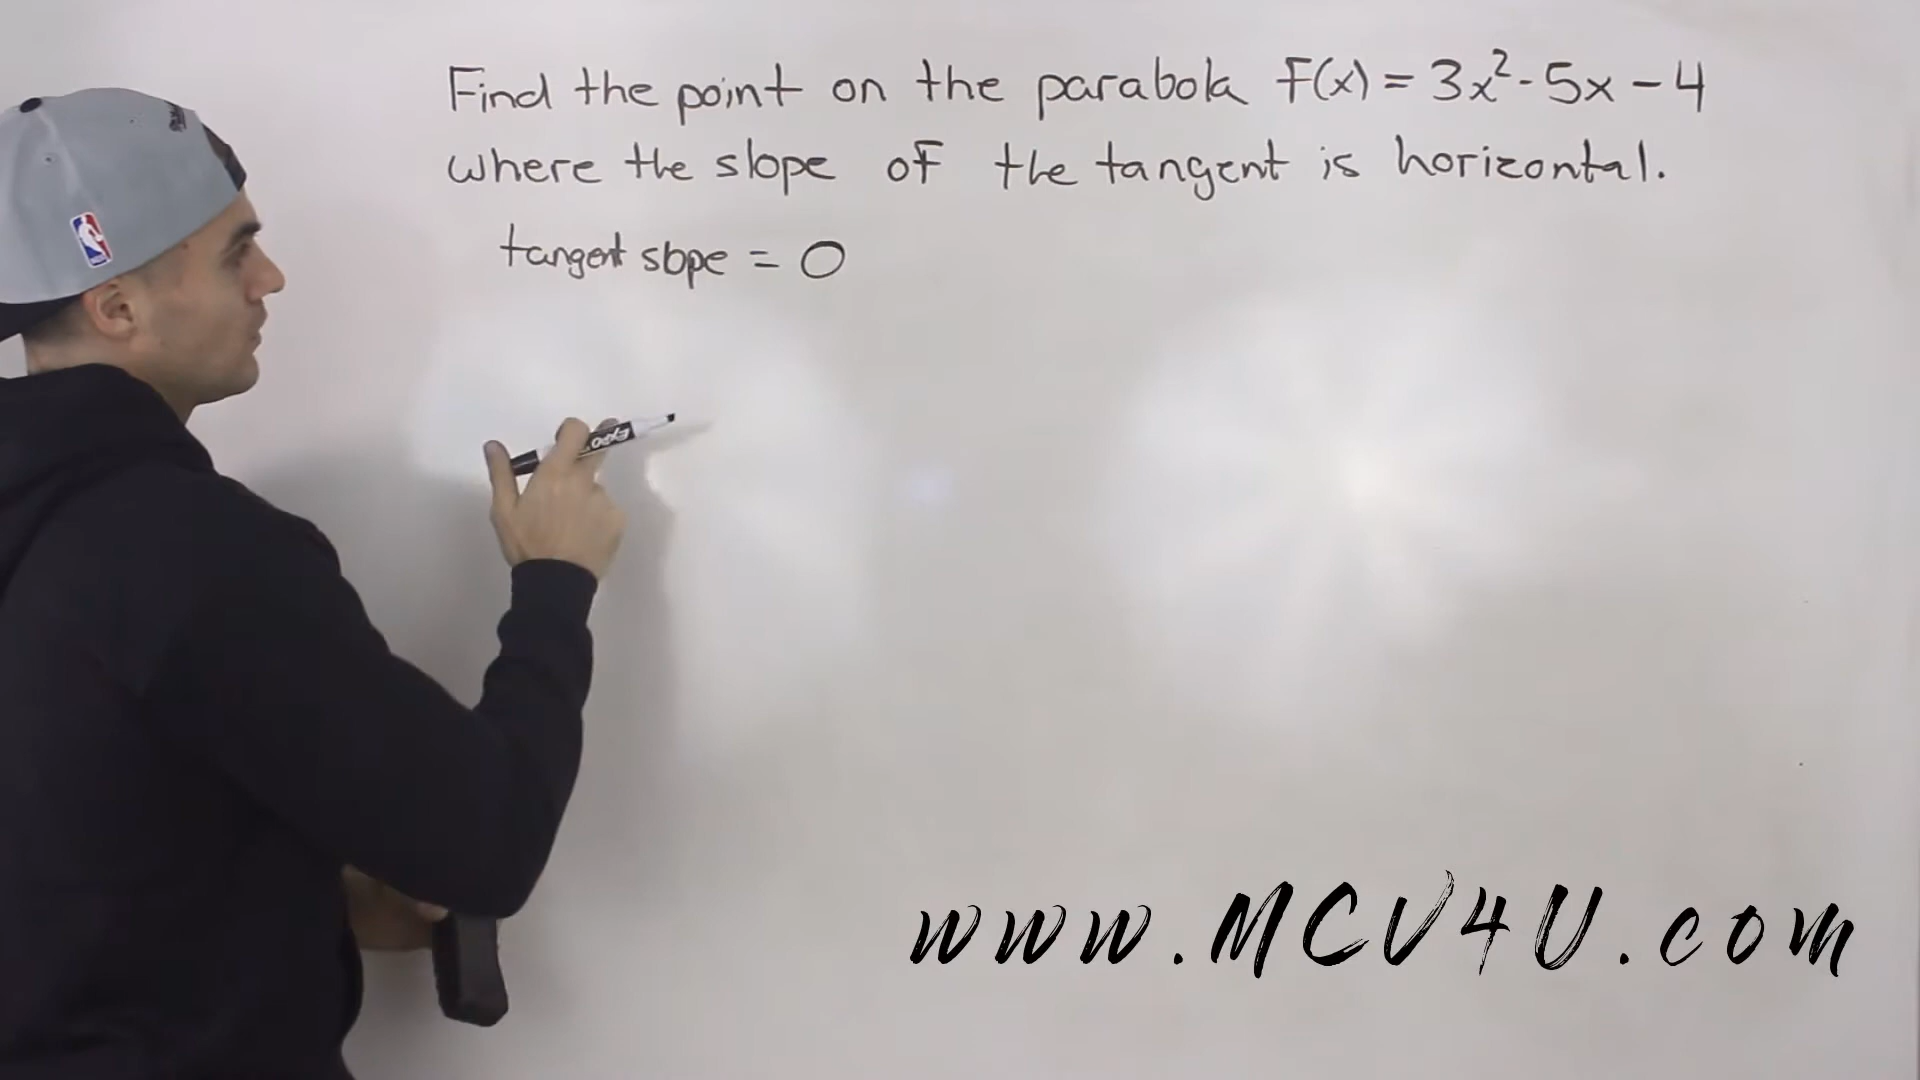 Find the point on the parabola F(x) = 3x² - 5x - 4
where the slope of the tangent is horizontal.
tangent slope = 0
EXPO
www.MCV4U.com